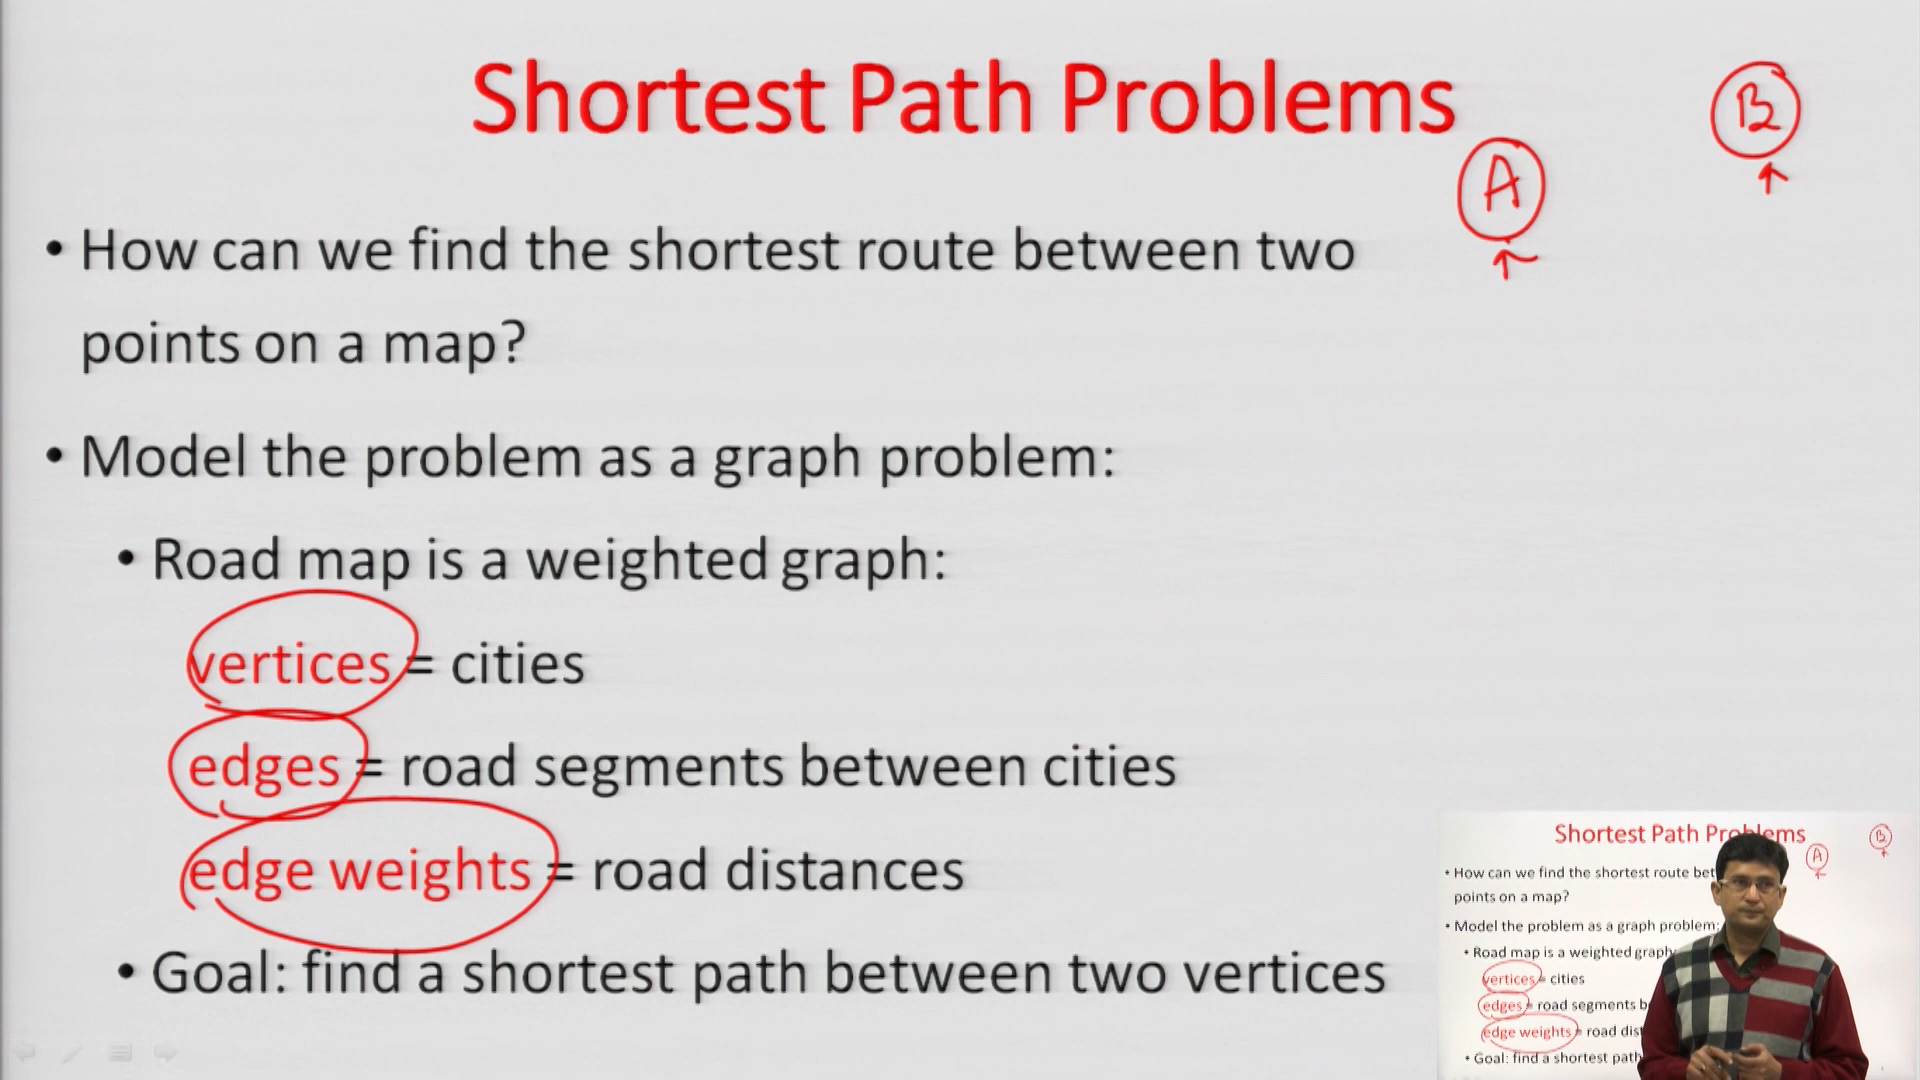 Shortest Path Problems
B
A
• How can we find the shortest route between two
points on a map?
• Model the problem as a graph problem:
• Road map is a weighted graph:
vertices = cities
edges = road segments between cities
edge weights = road distances
• Goal: find a shortest path between two vertices
Shortest Path Problems
B
A
• How can we find the shortest route bet
points on a map?
• Model the problem as a graph problem:
• Road map is a weighted graph
vertices = cities
edges = road segments b
edge weights = road dis
• Goal: find a shortest path